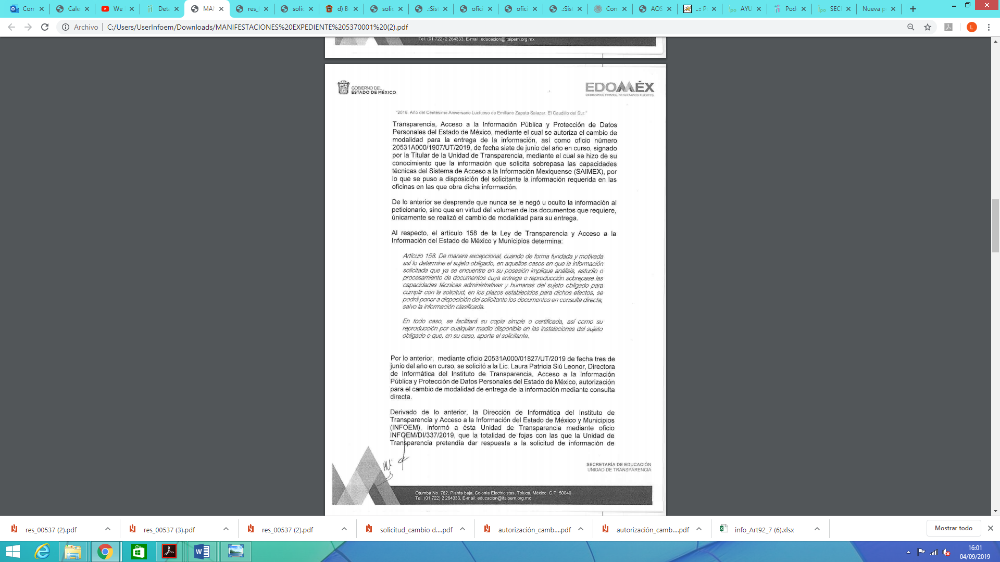 Corr
Cale
We
Deta
MAN
res_
solic
d) B
solic
.:Sist
ofici
ofici
.:Sist
Con
AOS
..:: P
AYU
Pod
SEC
Nueva p
Archivo
C:/Users/UserInfoem/Downloads/MANIFESTACIONES%20EXPEDIENTE%205370001%20(2).pdf
L
Tel. (01 722) 2 264333, E-mail: educacion@itaipem.org.mx
GOBIERNO DEL
ESTADO DE MÉXICO
EDOMÉX
DECISIONES FIRMES, RESULTADOS FUERTES
"2019. Año del Centésimo Aniversario Luctuoso de Emiliano Zapata Salazar. El Caudillo del Sur."
Transparencia, Acceso a la Información Pública y Protección de Datos
Personales del Estado de México, mediante el cual se autoriza el cambio de
modalidad para la entrega de la información, así como oficio número
20531A000/1907/UT/2019, de fecha siete de junio del año en curso, signado
por la Titular de la Unidad de Transparencia, mediante el cual se hizo de su
conocimiento que la información que solicita sobrepasa las capacidades
técnicas del Sistema de Acceso a la Información Mexiquense (SAIMEX), por
lo que se puso a disposición del solicitante la información requerida en las
oficinas en las que obra dicha información.
De lo anterior se desprende que nunca se le negó u oculto la información al
peticionario, sino que en virtud del volumen de los documentos que requiere,
únicamente se realizó el cambio de modalidad para su entrega.
Al respecto, el artículo 158 de la Ley de Transparencia y Acceso a la
Información del Estado de México y Municipios determina:
Artículo 158. De manera excepcional, cuando de forma fundada y motivada
así lo determine el sujeto obligado, en aquellos casos en que la información
solicitada que ya se encuentre en su posesión implique análisis, estudio o
procesamiento de documentos cuya entrega o reproducción sobrepase las
capacidades técnicas administrativas y humanas del sujeto obligado para
cumplir con la solicitud, en los plazos establecidos para dichos efectos, se
podrá poner a disposición del solicitante los documentos en consulta directa,
salvo la información clasificada.
En todo caso, se facilitará su copia simple o certificada, así como su
reproducción por cualquier medio disponible en las instalaciones del sujeto
obligado o que, en su caso, aporte el solicitante.
Por lo anterior, mediante oficio 20531A000/01827/UT/2019 de fecha tres de
junio del año en curso, se solicitó a la Lic. Laura Patricia Siú Leonor, Directora
de Informática del Instituto de Transparencia, Acceso a la Información
Pública y Protección de Datos Personales del Estado de México, autorización
para el cambio de modalidad de entrega de la información mediante consulta
directa.
Derivado de lo anterior, la Dirección de Informática del Instituto de
Transparencia y Acceso a la Información del Estado de México y Municipios
(INFOEM), informó a ésta Unidad de Transparencia mediante oficio
INFOEM/DI/337/2019, que la totalidad de fojas con las que la Unidad de
Transparencia pretendía dar respuesta a la solicitud de información de
SECRETARÍA DE EDUCACIÓN
UNIDAD DE TRANSPARENCIA
Otumba No. 782, Planta baja, Colonia Electricistas, Toluca, México. C.P. 50040
Tel. (01 722) 2 264333, E-mail: educacion@itaipem.org.mx
res_00537 (2).pdf
res_00537 (3).pdf
res_00537 (2).pdf
solicitud_cambio d....pdf
autorización_camb....pdf
autorización_camb....pdf
info_Art92_7 (6).xlsx
Mostrar todo
16:01
04/09/2019